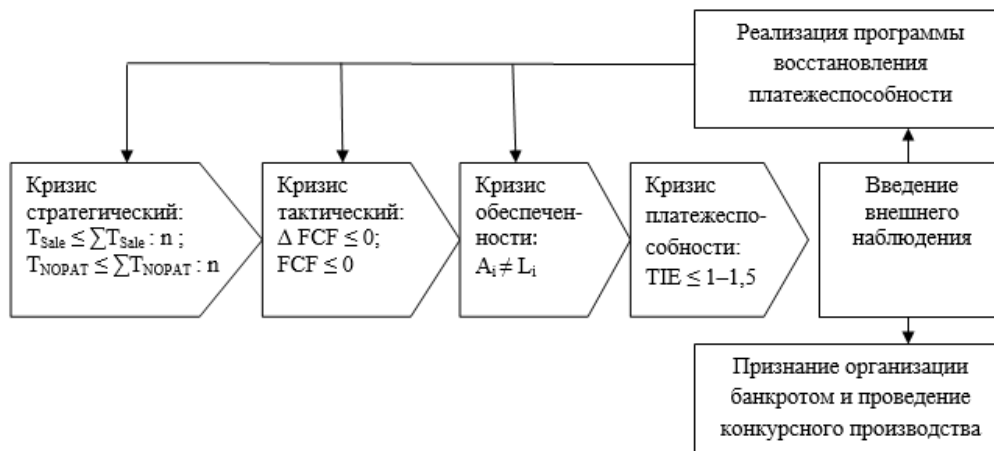 Реализация программы
восстановления
платежеспособности
Кризис
стратегический:
T_Sale ≤ ∑T_Sale : n ;
T_NOPAT ≤ ∑T_NOPAT : n
Кризис
тактический:
Δ FCF ≤ 0;
FCF ≤ 0
Кризис
обеспечен-
ности:
A_i ≠ L_i
Кризис
платежеспо-
собности:
TIE ≤ 1–1,5
Введение
внешнего
наблюдения
Признание организации
банкротом и проведение
конкурсного производства